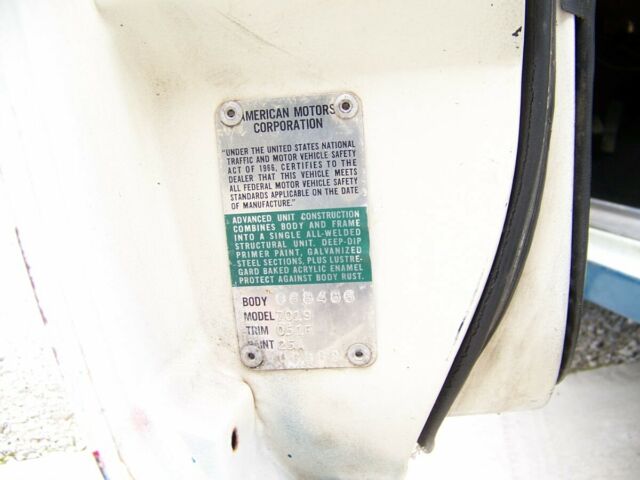 AMERICAN MOTORS
CORPORATION
"UNDER THE UNITED STATES NATIONAL
TRAFFIC AND MOTOR VEHICLE SAFETY
ACT OF 1966, CERTIFIES TO THE
DEALER THAT THIS VEHICLE MEETS
ALL FEDERAL MOTOR VEHICLE SAFETY
STANDARDS APPLICABLE ON THE DATE
OF MANUFACTURE."
ADVANCED UNIT CONSTRUCTION
COMBINES BODY AND FRAME
INTO A SINGLE ALL-WELDED
STRUCTURAL UNIT. DEEP-DIP
PRIMER PAINT, GALVANIZED
STEEL SECTIONS, PLUS LUSTRE-
GARD BAKED ACRYLIC ENAMEL
PROTECT AGAINST BODY RUST.
BODY
MODEL 7019
TRIM 051F
PAINT 25A